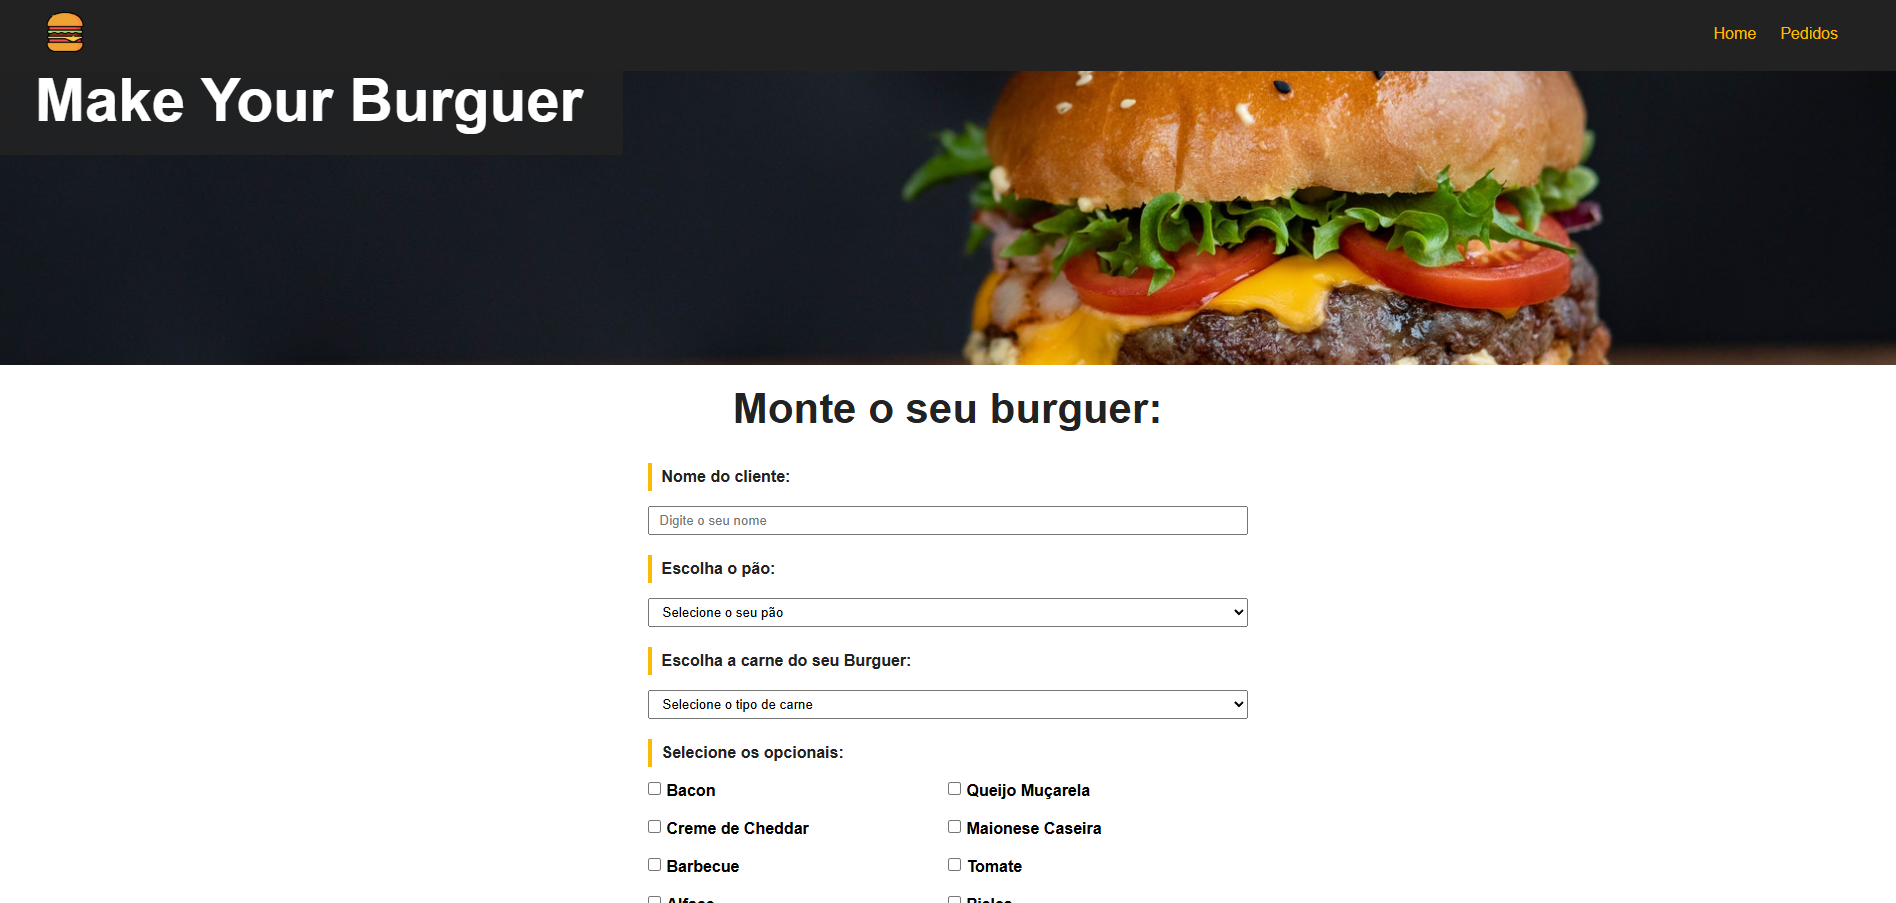 Home Pedidos
Make Your Burguer
Monte o seu burguer:
Nome do cliente:
Digite o seu nome
Escolha o pão:
Selecione o seu pão
Escolha a carne do seu Burguer:
Selecione o tipo de carne
Selecione os opcionais:
Bacon Queijo Muçarela
Creme de Cheddar Maionese Caseira
Barbecue Tomate